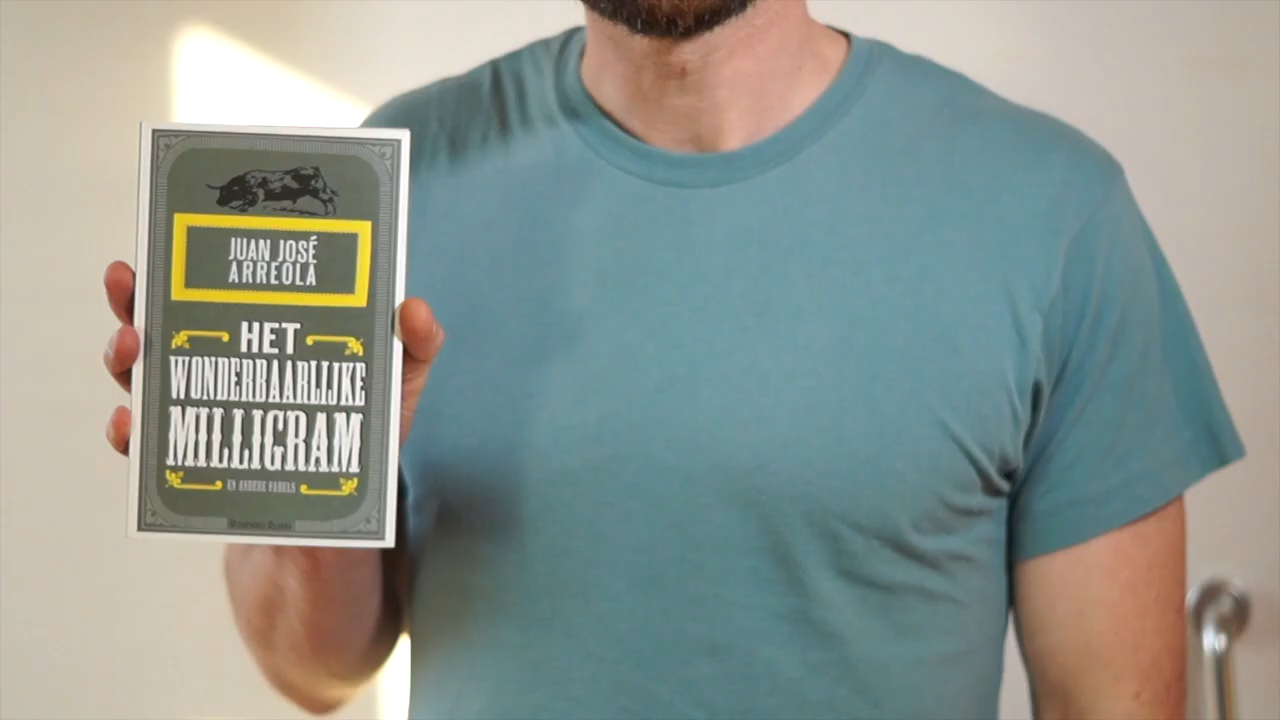 JUAN JOSÉ
ARREOLA
HET
WONDERBAARLIJKE
MILLIGRAM
EN ANDERE FABELS